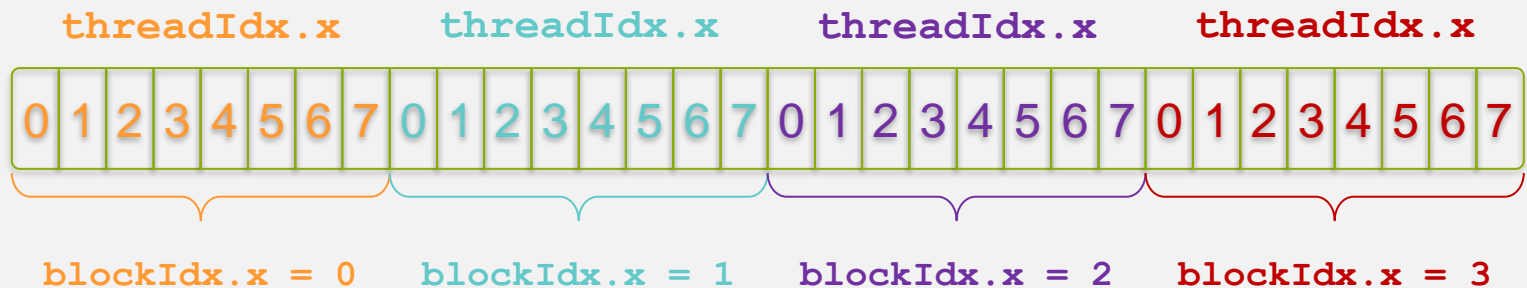 threadIdx.x threadIdx.x threadIdx.x threadIdx.x
0 1 2 3 4 5 6 7 0 1 2 3 4 5 6 7 0 1 2 3 4 5 6 7 0 1 2 3 4 5 6 7
blockIdx.x = 0 blockIdx.x = 1 blockIdx.x = 2 blockIdx.x = 3